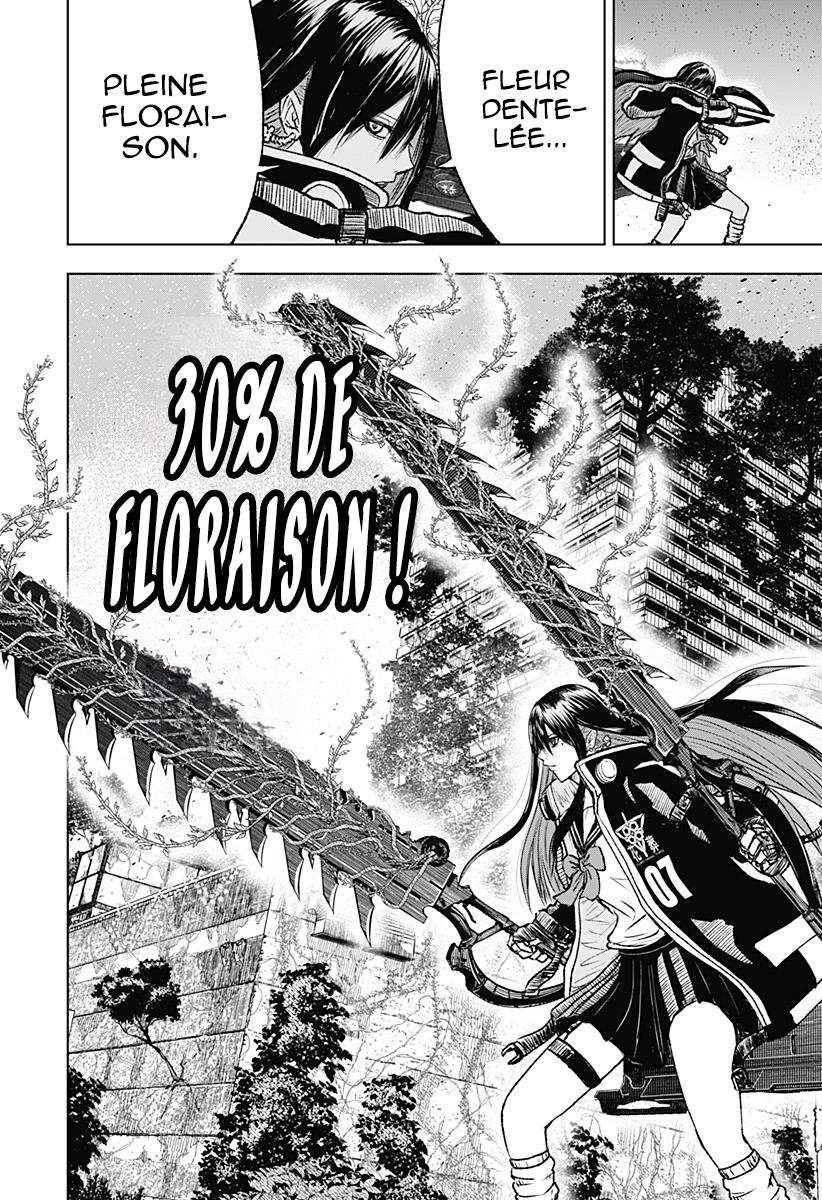 FLEUR
DENTE-
LÉE...
PLEINE
FLORAI-
SON.
30% DE
FLORAISON !
07